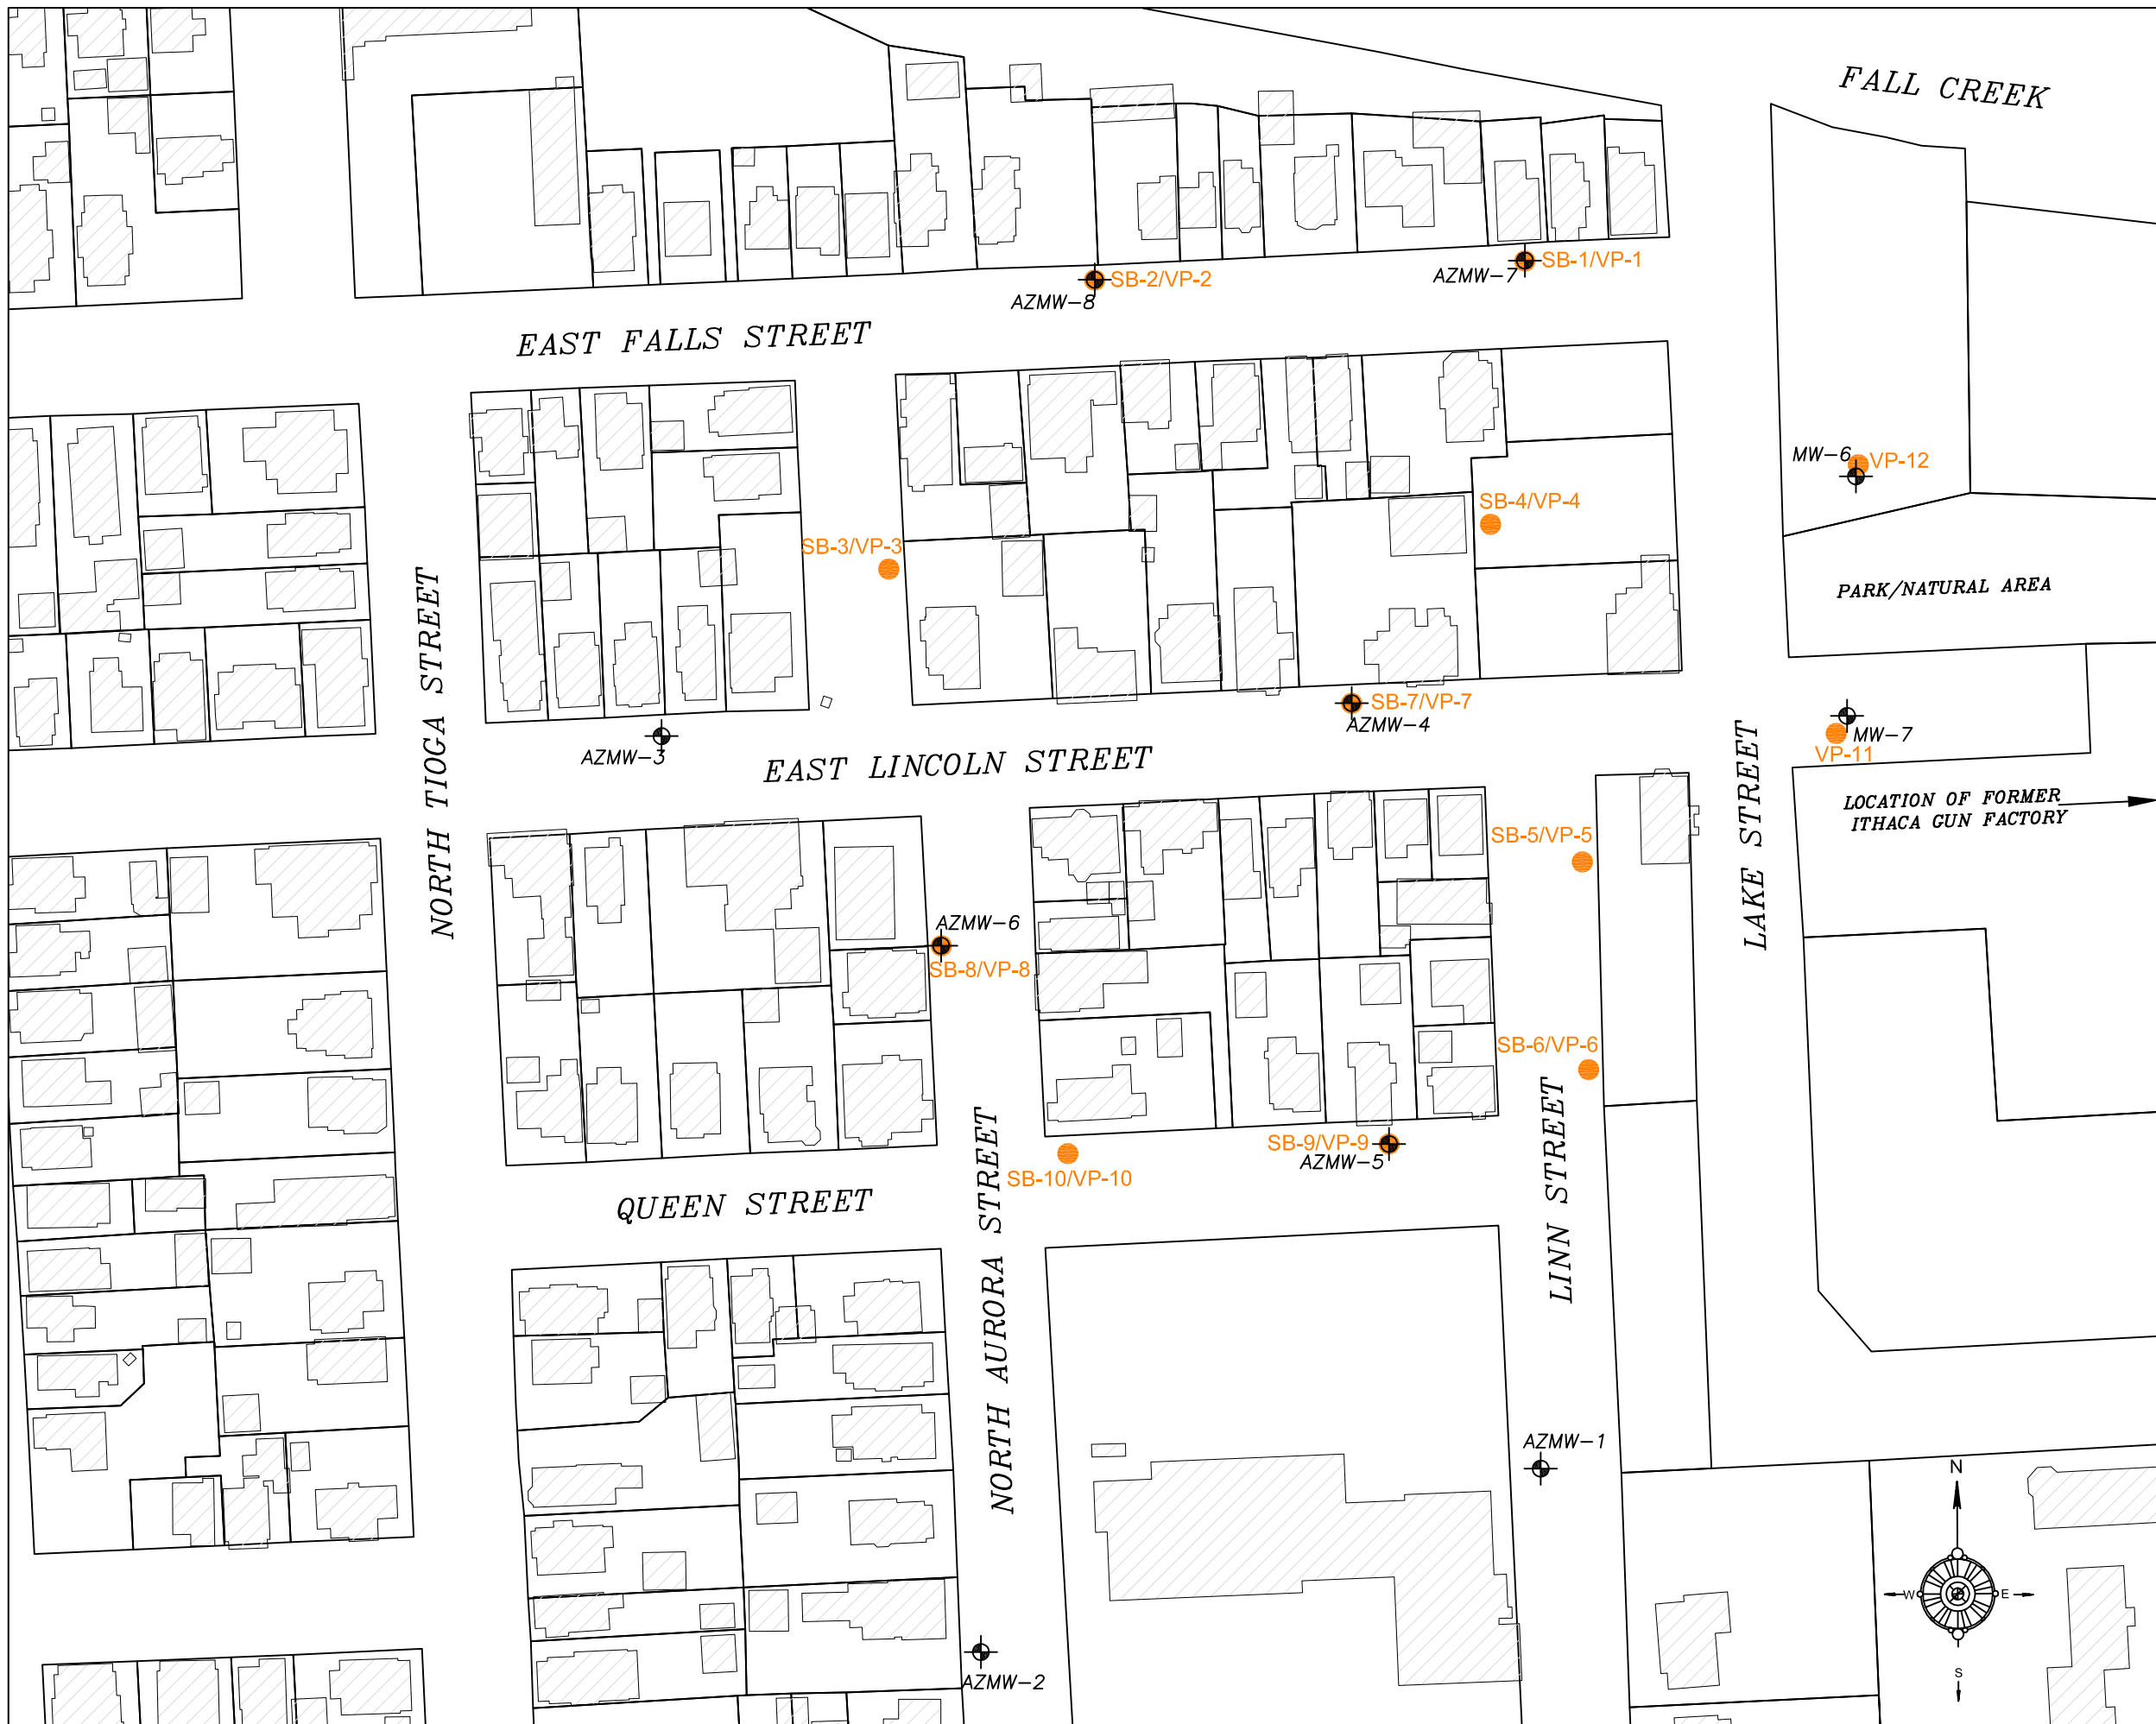 FALL CREEK
SB-1/VP-1
AZMW-7
SB-2/VP-2
AZMW-8
EAST FALLS STREET
MW-6
VP-12
SB-4/VP-4
SB-3/VP-3
PARK/NATURAL AREA
NORTH TIOGA STREET
SB-7/VP-7
AZMW-4
AZMW-3
EAST LINCOLN STREET
LAKE STREET
MW-7
VP-11
LOCATION OF FORMER
ITHACA GUN FACTORY
SB-5/VP-5
AZMW-6
SB-8/VP-8
SB-6/VP-6
LINN STREET
SB-9/VP-9
AZMW-5
SB-10/VP-10
QUEEN STREET
NORTH AURORA STREET
AZMW-1
N
W
E
S
AZMW-2